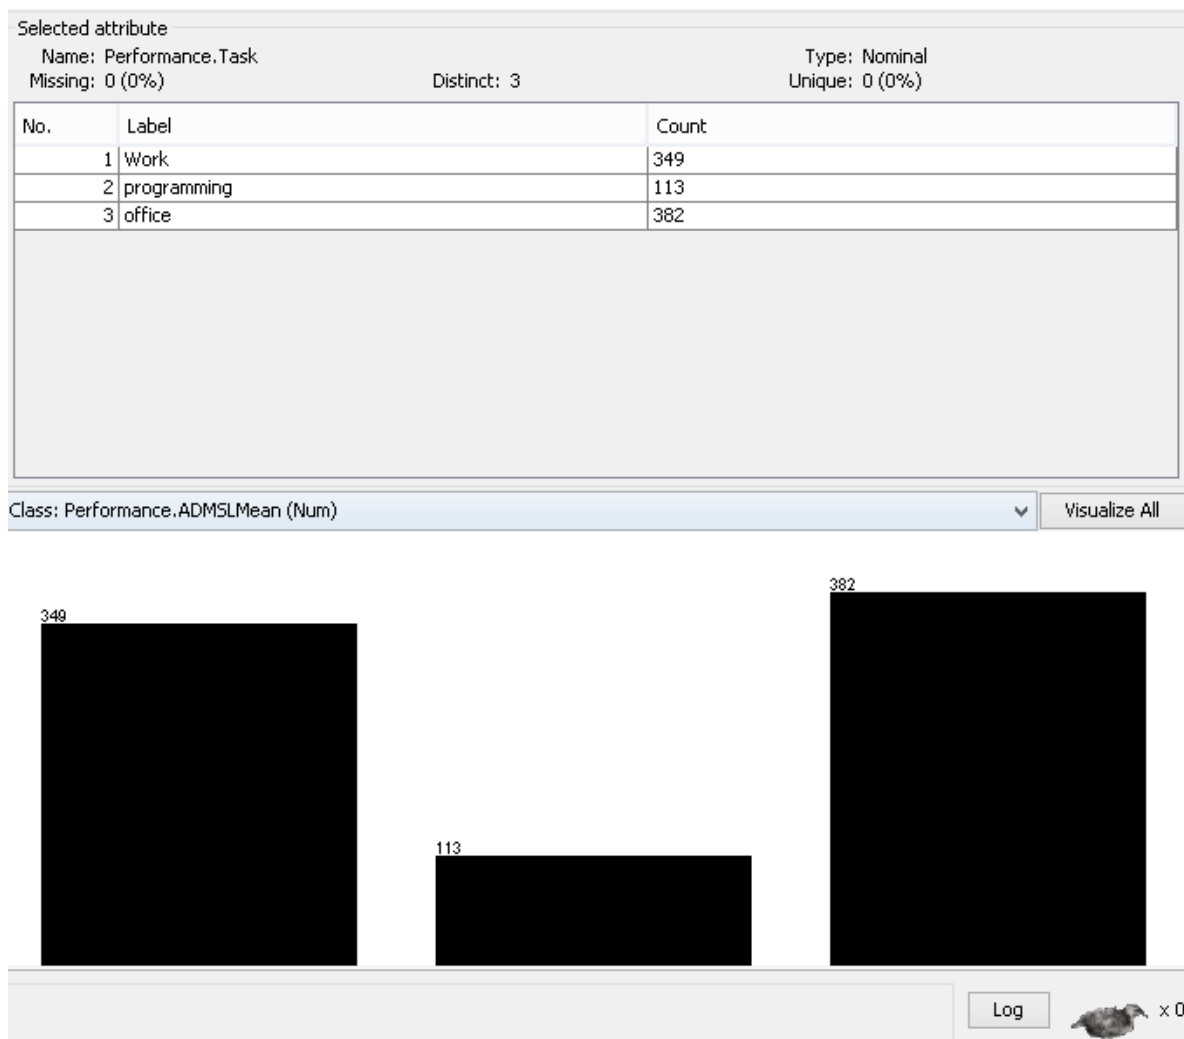 Selected attribute
Name: Performance.Task Type: Nominal
Missing: 0 (0%) Distinct: 3 Unique: 0 (0%)
No. Label Count
1 Work 349
2 programming 113
3 office 382
Class: Performance.ADMSLMean (Num) Visualize All
382
349
113
Log x 0